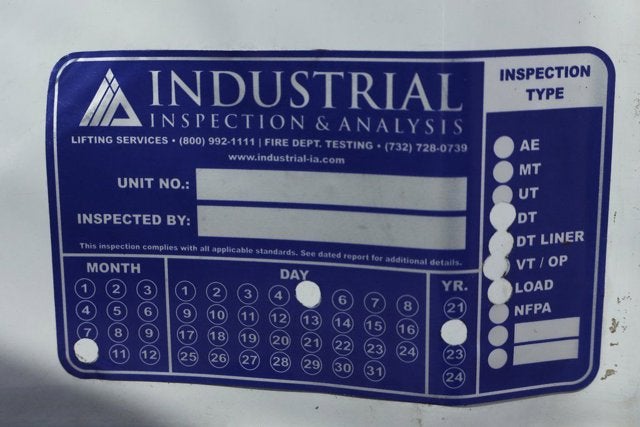 INDUSTRIAL
INSPECTION & ANALYSIS
LIFTING SERVICES • (800) 992-1111 | FIRE DEPT. TESTING • (732) 728-0739
www.industrial-ia.com
UNIT NO.:
INSPECTED BY:
This inspection complies with all applicable standards. See dated report for additional details.
MONTH
1 2 3
4 5 6
7 8 9
11 12
DAY
1 2 3 4 6 7 8
9 10 11 12 13 14 15 16
17 18 19 20 21 22 23 24
25 26 27 28 29 30 31
YR.
21
23
24
INSPECTION
TYPE
AE
MT
UT
DT
DT LINER
VT / OP
LOAD
NFPA